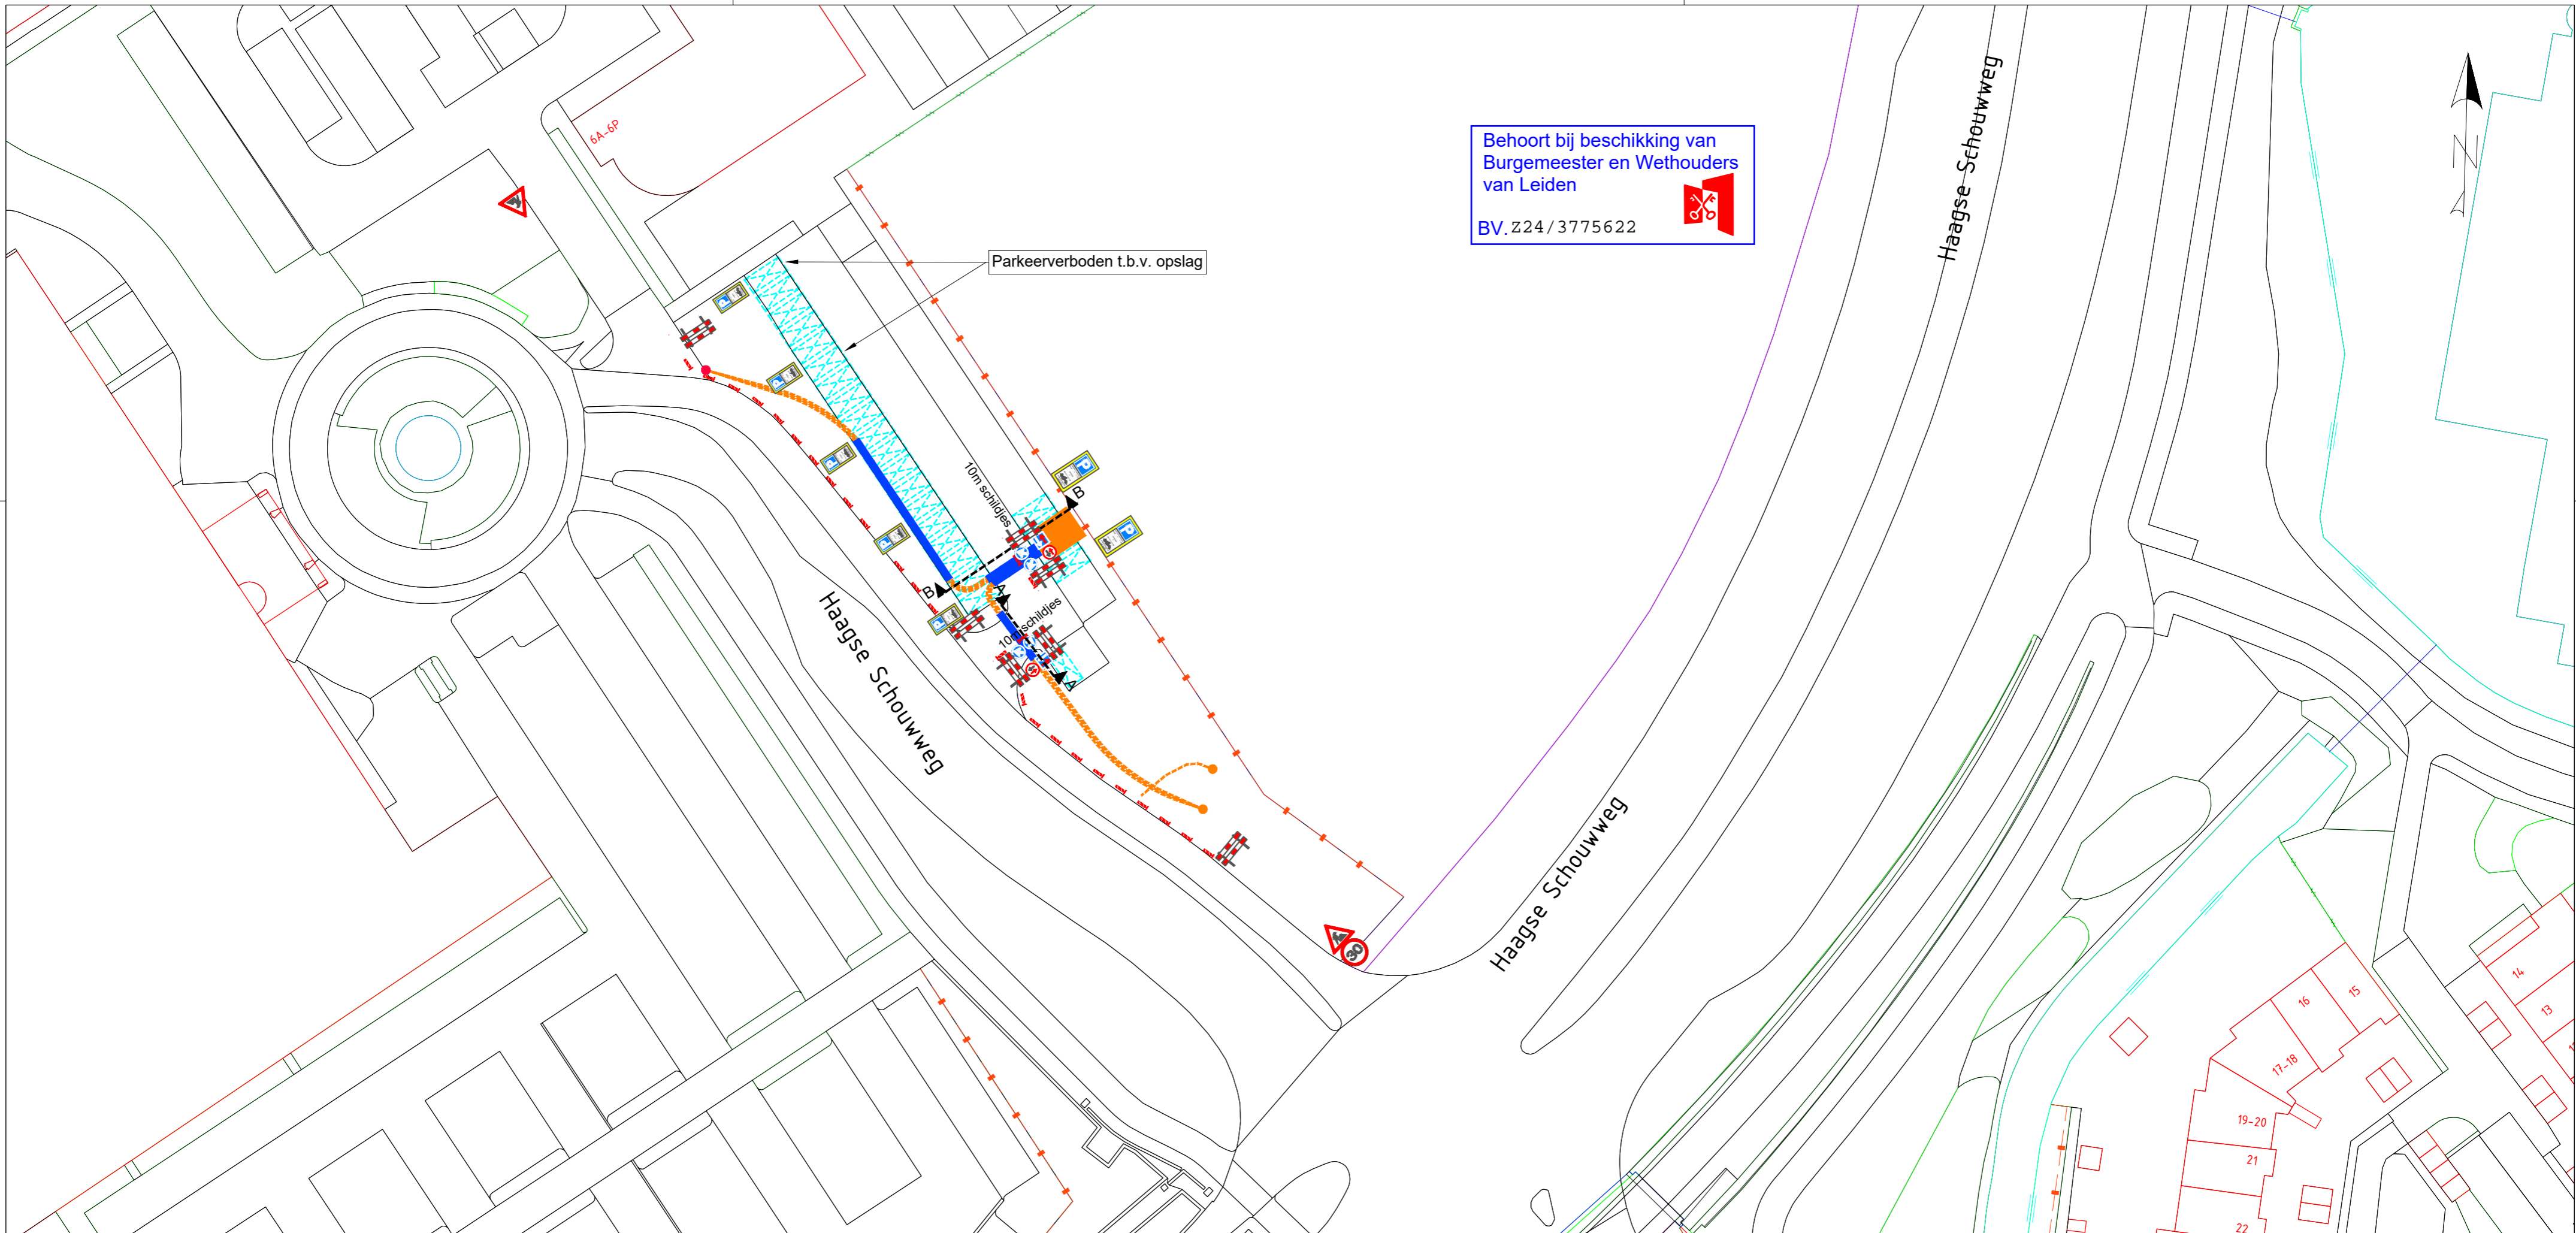 6A-6P
Behoort bij beschikking van
Burgemeester en Wethouders
van Leiden
BV. Z24/3775622
Haagse Schouwweg
N
Parkeerverboden t.b.v. opslag
10m schildjes
P
P
P
P
P
P
P
B
B
A
A
10m schildjes
Haagse Schouwweg
Haagse Schouwweg
30
14
13
15
16
17-18
19-20
21
22